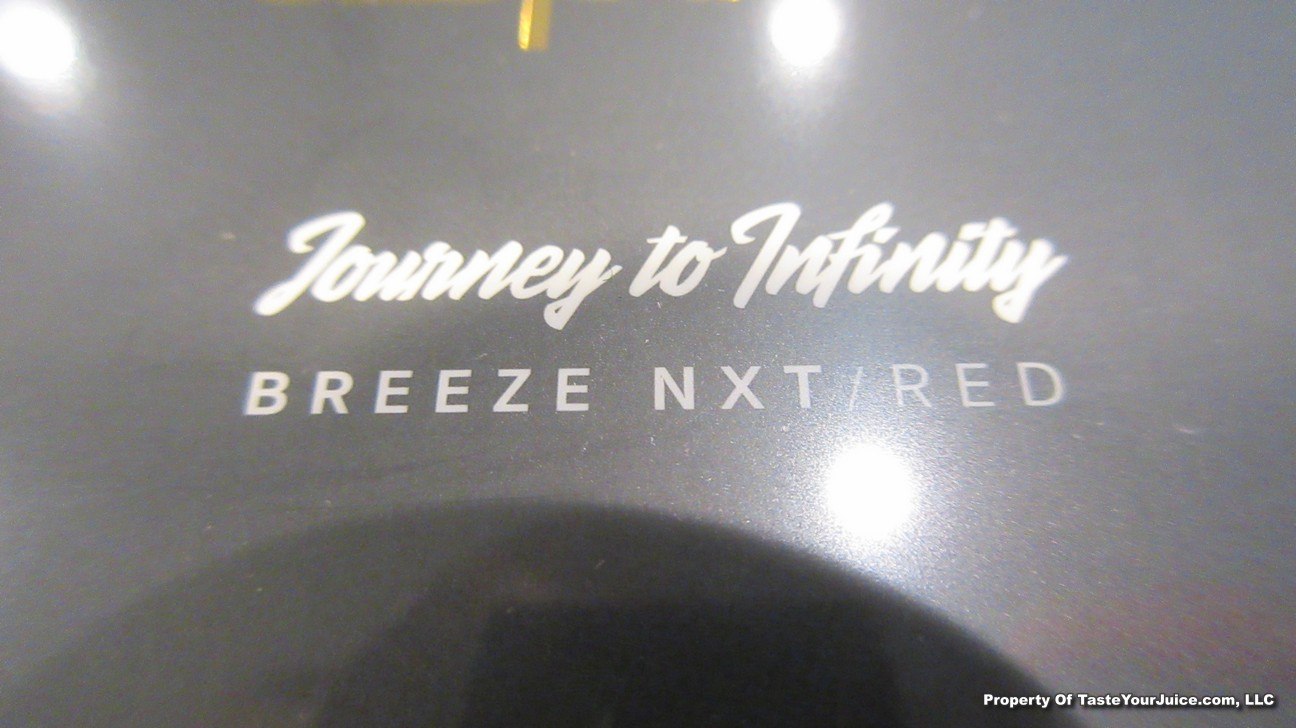 Journey to Infinity
BREEZE NXT/RED
Property Of TasteYourJuice.com, LLC